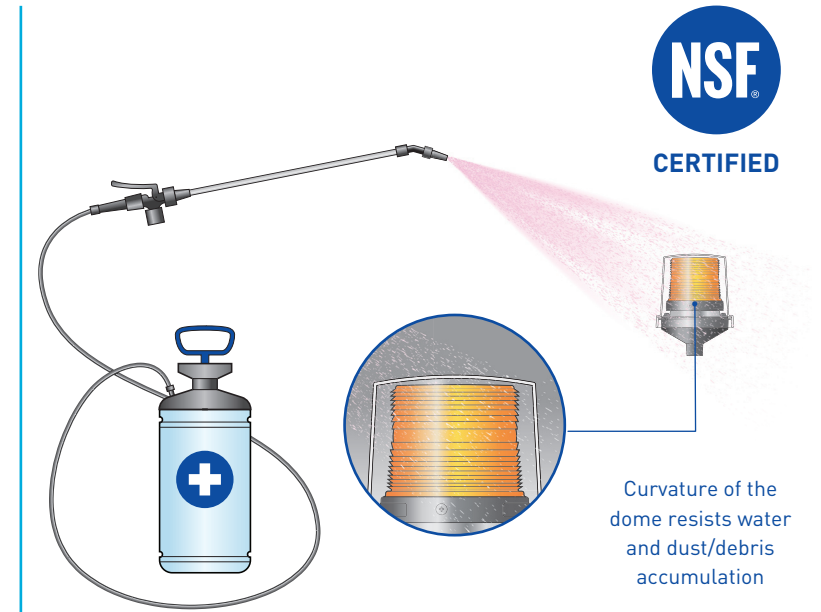 NSF®
CERTIFIED
Curvature of the
dome resists water
and dust/debris
accumulation